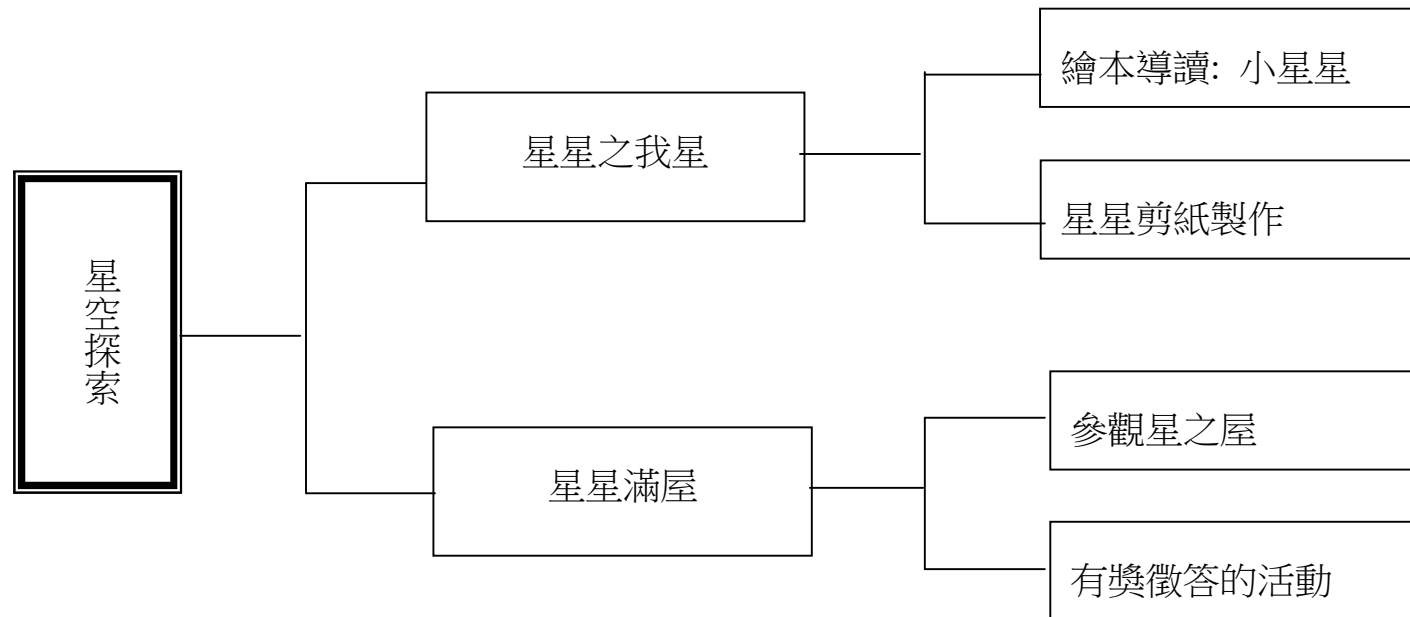 星空探索
星星之我星
繪本導讀: 小星星
星星剪紙製作
星星滿屋
參觀星之屋
有獎徵答的活動